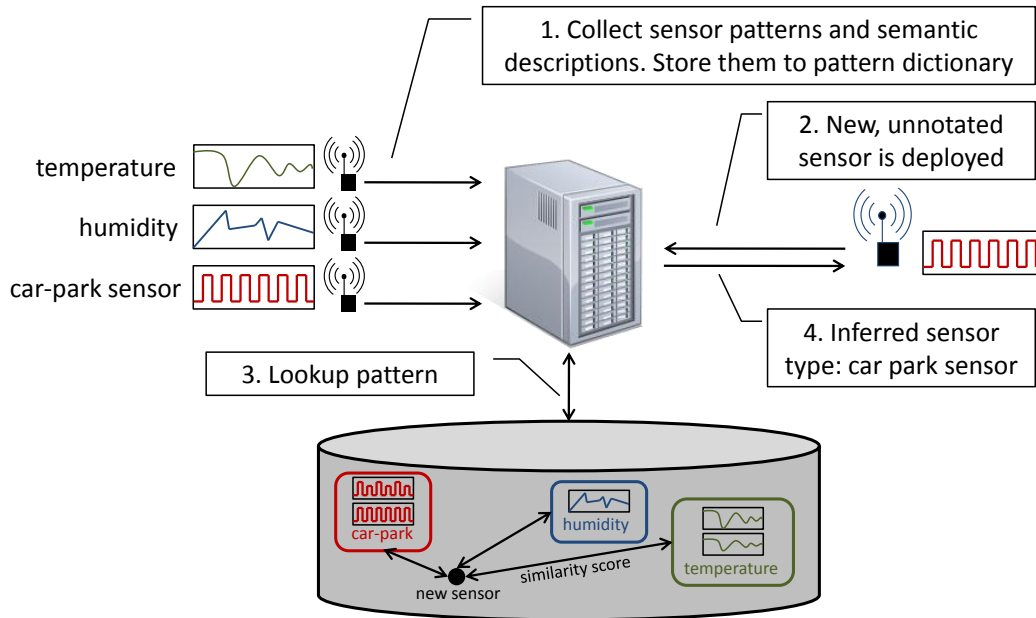 1. Collect sensor patterns and semantic
descriptions. Store them to pattern dictionary
2. New, unnotated
sensor is deployed
temperature
humidity
car-park sensor
4. Inferred sensor
type: car park sensor
3. Lookup pattern
car-park
humidity
temperature
similarity score
new sensor